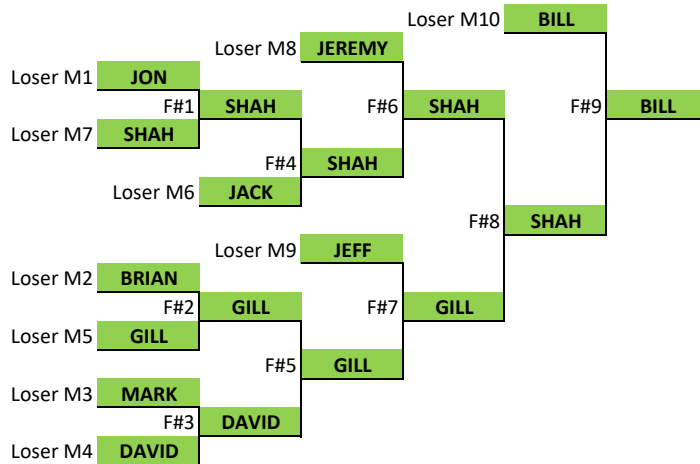 Loser M10 BILL
Loser M8 JEREMY
Loser M1 JON
F#1 SHAH F#6 SHAH F#9 BILL
Loser M7 SHAH
F#4 SHAH
Loser M6 JACK
F#8 SHAH
Loser M9 JEFF
Loser M2 BRIAN
F#2 GILL F#7 GILL
Loser M5 GILL
F#5 GILL
Loser M3 MARK
F#3 DAVID
Loser M4 DAVID